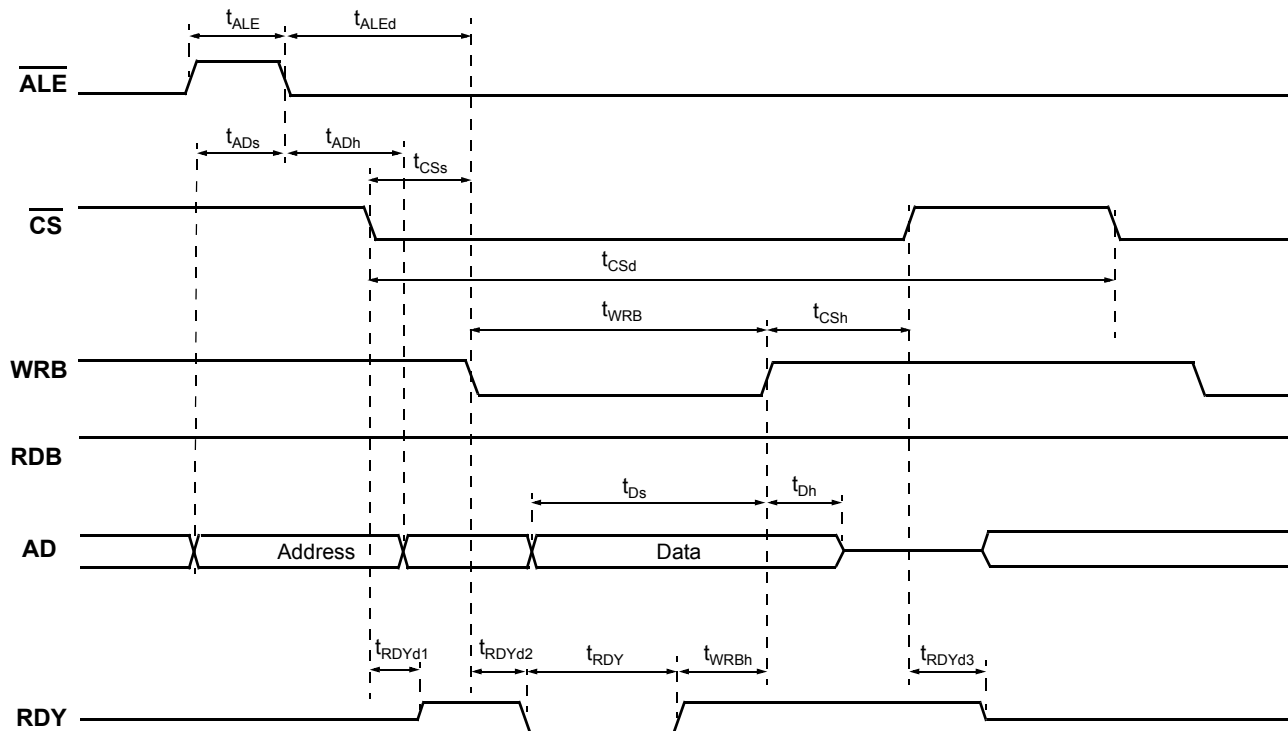 tALE tALEd
ALE
tADs tADh
tCSs
CS
tCSd
tWRB tCSh
WRB
RDB
tDs tDh
AD Address Data
tRDYd1 tRDYd2 tRDY tWRBh tRDYd3
RDY